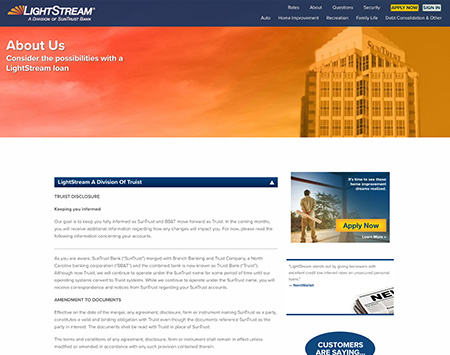 LIGHTSTREAM
A DIVISION OF SUNTRUST BANK
Rates About Questions Security APPLY NOW SIGN IN
Auto Home Improvement Recreation Family Life Debt Consolidation & Other
About Us
Consider the possibilities with a
LightStream loan
SUNTRUST
LightStream A Division Of Truist
TRUIST DISCLOSURE
Keeping you informed
Our goal is to keep you fully informed as SunTrust and BB&T move forward as Truist. In the coming months,
you will receive additional information regarding how any changes will impact you. For now, please read the
following information concerning your accounts.
As you are aware, SunTrust Bank ("SunTrust") merged with Branch Banking and Trust Company, a North
Carolina banking corporation ("BB&T") and the combined bank is now known as Truist Bank ("Truist").
Although now Truist, we will continue to operate under the SunTrust name for some period of time until our
operating systems convert to Truist systems. While we continue to operate under the SunTrust name, you will
receive correspondence and notices from SunTrust regarding your SunTrust accounts.
AMENDMENT TO DOCUMENTS
Effective on the date of the merger, any agreement, disclosure, form or instrument naming SunTrust as a party,
constitutes a valid and binding obligation with Truist even though the documents reference SunTrust as the
party in interest. The documents shall be read with Truist in place of SunTrust.
The terms and conditions of any agreement, disclosure, form or instrument shall remain in effect unless
modified or amended in accordance with any such provision contained therein.
It's time to see those
home improvement
dreams realized.
Apply Now
Learn More
"LightStream stands out by giving borrowers with
excellent credit low interest rates on unsecured personal
loans."
— NerdWallet
NEWS
CUSTOMERS
ARE SAYING...